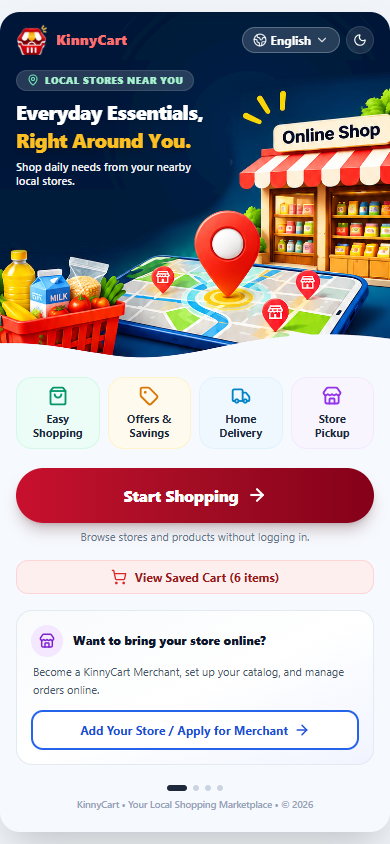 KinnyCart
English
LOCAL STORES NEAR YOU
Everyday Essentials,
Right Around You.
Shop daily needs from your nearby
local stores.
Online Shop
MILK
Easy
Shopping
Offers &
Savings
Home
Delivery
Store
Pickup
Start Shopping →
Browse stores and products without logging in.
View Saved Cart (6 items)
Want to bring your store online?
Become a KinnyCart Merchant, set up your catalog, and manage
orders online.
Add Your Store / Apply for Merchant →
KinnyCart • Your Local Shopping Marketplace • © 2026